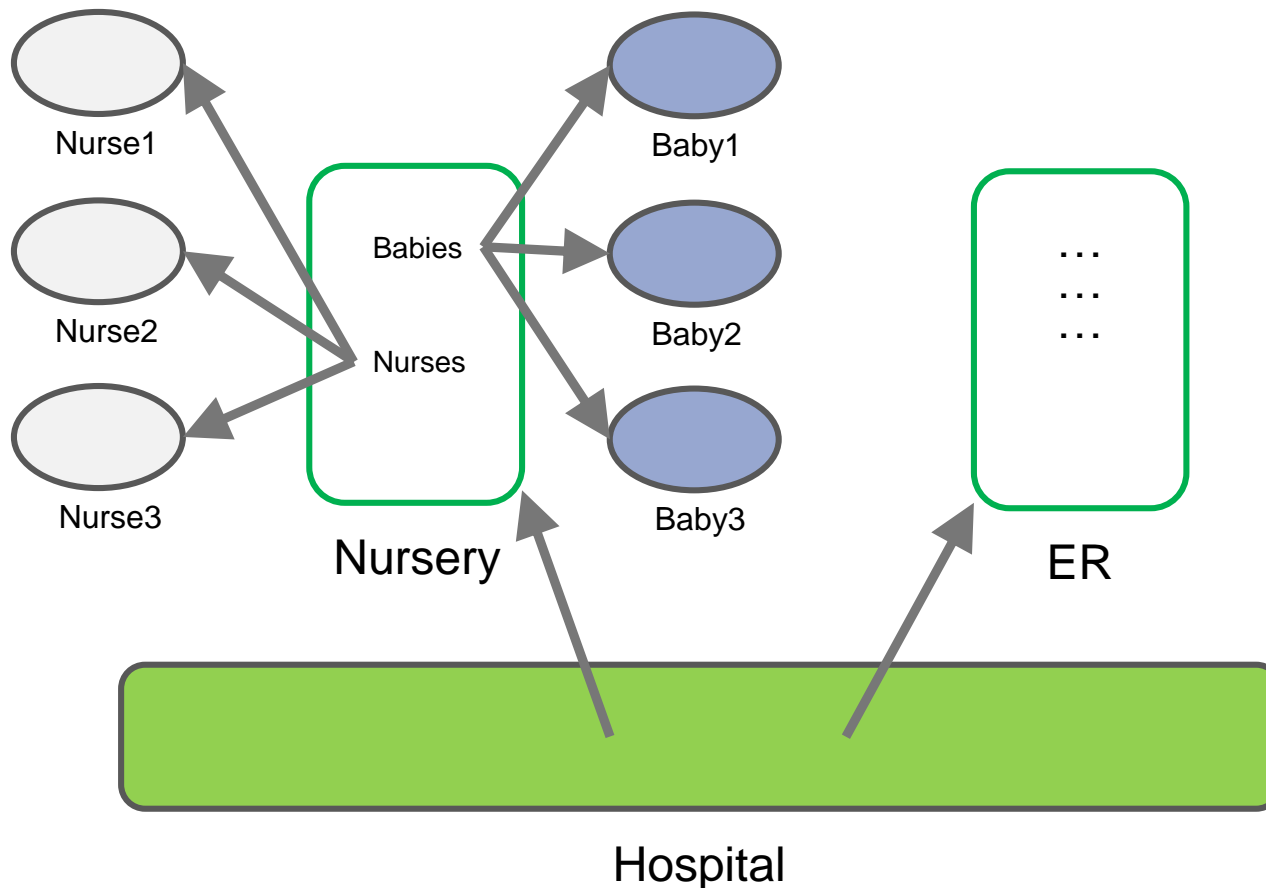 Nurse1
Baby1
Babies
Nurse2
Baby2
Nurses
Nurse3
Baby3
Nursery
...
...
...
ER
Hospital